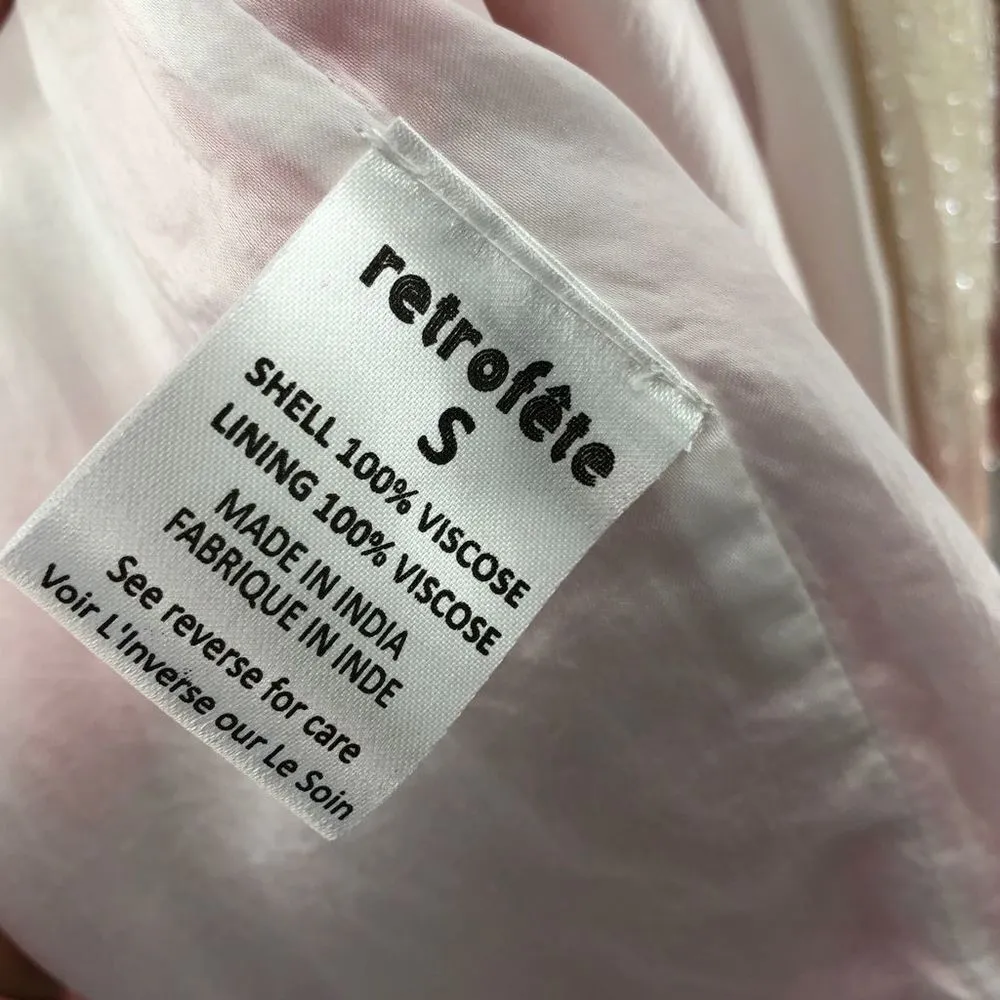 retrofête
S
SHELL 100% VISCOSE
LINING 100% VISCOSE
MADE IN INDIA
FABRIQUE IN INDE
See reverse for care
Voir L'Inverse our Le Soin